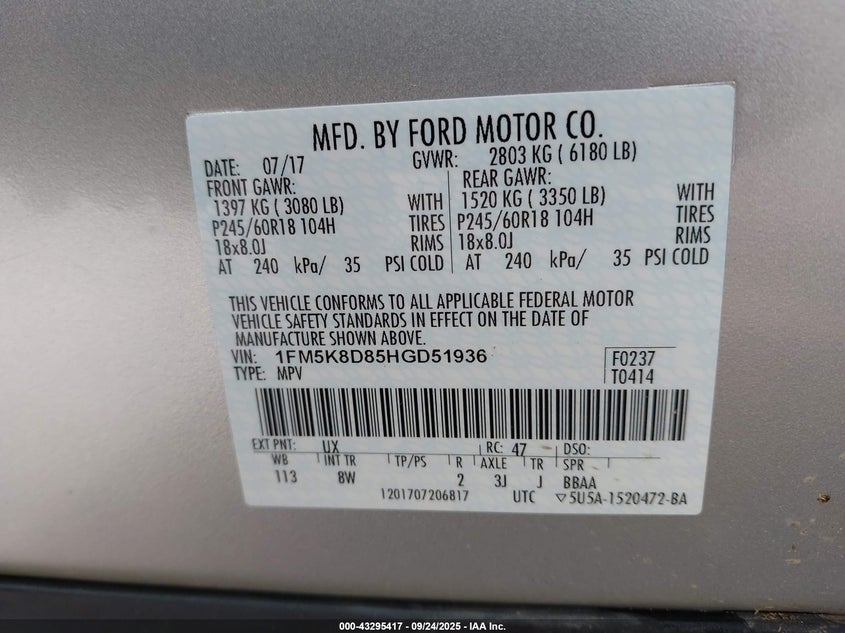 MFD. BY FORD MOTOR CO.
DATE: 07/17 GVWR: 2803 KG ( 6180 LB)
FRONT GAWR: REAR GAWR:
1397 KG ( 3080 LB) WITH 1520 KG ( 3350 LB) WITH
P245/60R18 104H TIRES P245/60R18 104H TIRES
18x8.0J RIMS 18x8.0J RIMS
AT 240 kPa/ 35 PSI COLD AT 240 kPa/ 35 PSI COLD
THIS VEHICLE CONFORMS TO ALL APPLICABLE FEDERAL MOTOR
VEHICLE SAFETY STANDARDS IN EFFECT ON THE DATE OF
MANUFACTURE SHOWN ABOVE.
VIN: 1FM5K8D85HGD51936 F0237
TYPE: MPV T0414
EXT PNT: UX RC: 47 DSO:
WB INT TR TP/PS R AXLE TR SPR
113 8W 2 3J J BBAA
1201707206817 UTC ▽5U5A-1520472-BA
000-43295417 - 09/24/2025 - IAA Inc.